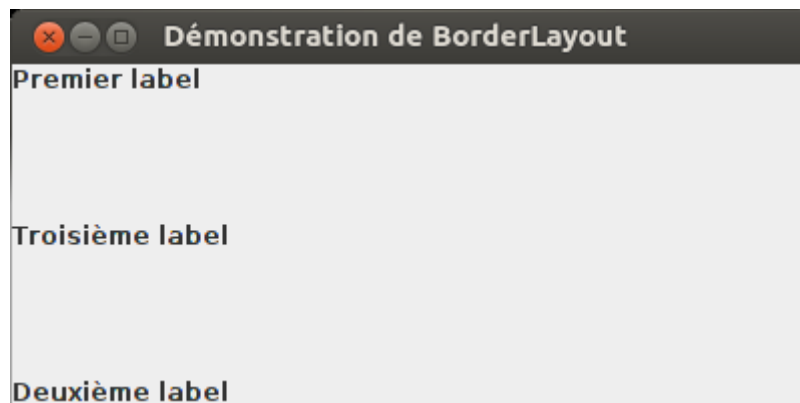 Démonstration de BorderLayout
Premier label
Troisième label
Deuxième label